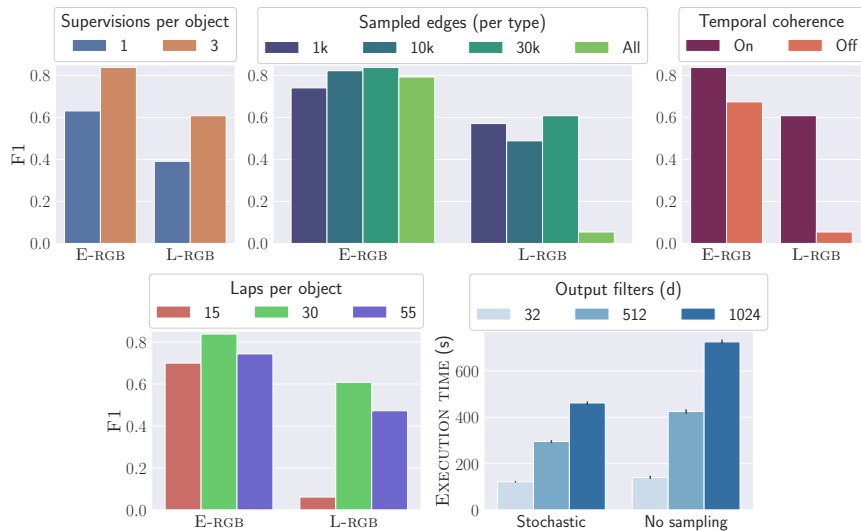 Supervisions per object
1 3
Sampled edges (per type)
1k 10k 30k All
Temporal coherence
On Off
F1
0.8
0.6
0.4
0.2
0.0
E-RGB L-RGB
0.8
0.6
0.4
0.2
0.0
E-RGB L-RGB
0.8
0.6
0.4
0.2
0.0
E-RGB L-RGB
Laps per object
15 30 55
F1
0.8
0.6
0.4
0.2
0.0
E-RGB L-RGB
Output filters (d)
32 512 1024
Execution time (s)
600
400
200
0
Stochastic No sampling